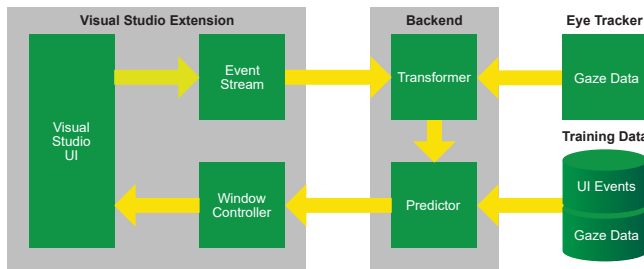 Visual Studio Extension
Backend
Eye Tracker
Event
Stream
Transformer
Gaze Data
Visual
Studio
UI
Training Data
Window
Controller
Predictor
UI Events
Gaze Data